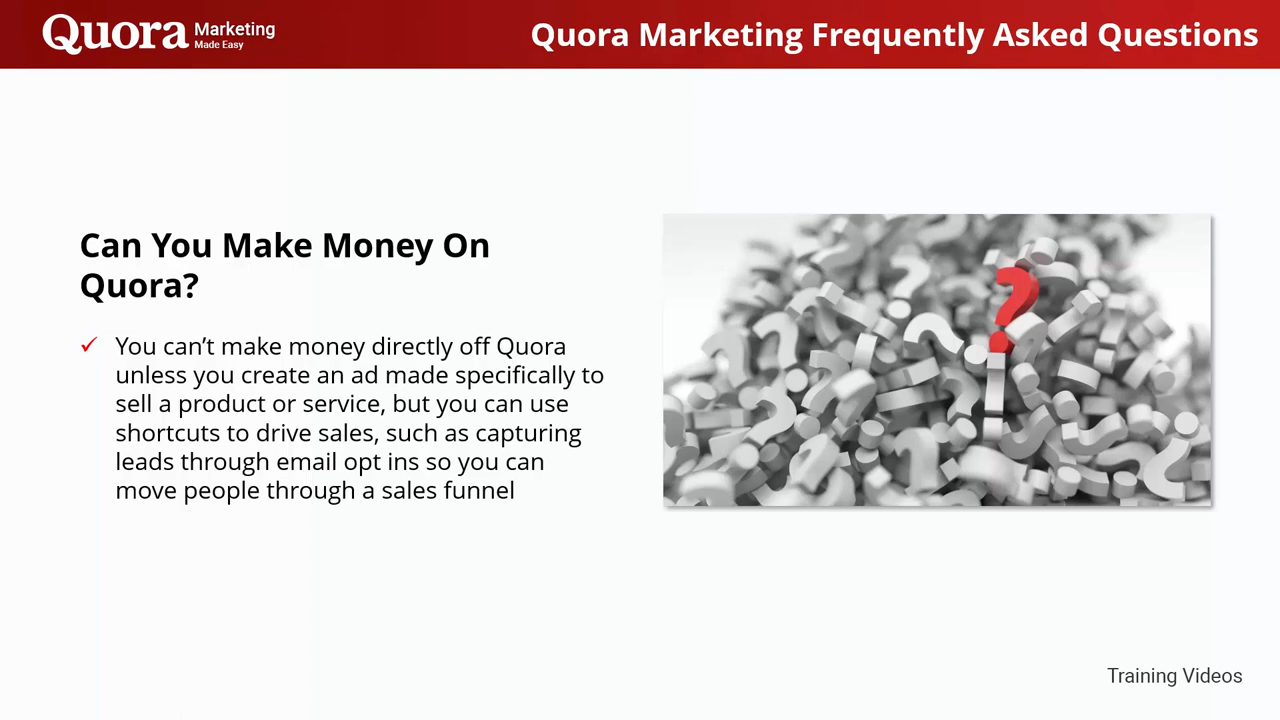 Quora Marketing
Made Easy
Quora Marketing Frequently Asked Questions
Can You Make Money On
Quora?
You can’t make money directly off Quora
unless you create an ad made specifically to
sell a product or service, but you can use
shortcuts to drive sales, such as capturing
leads through email opt ins so you can
move people through a sales funnel
Training Videos